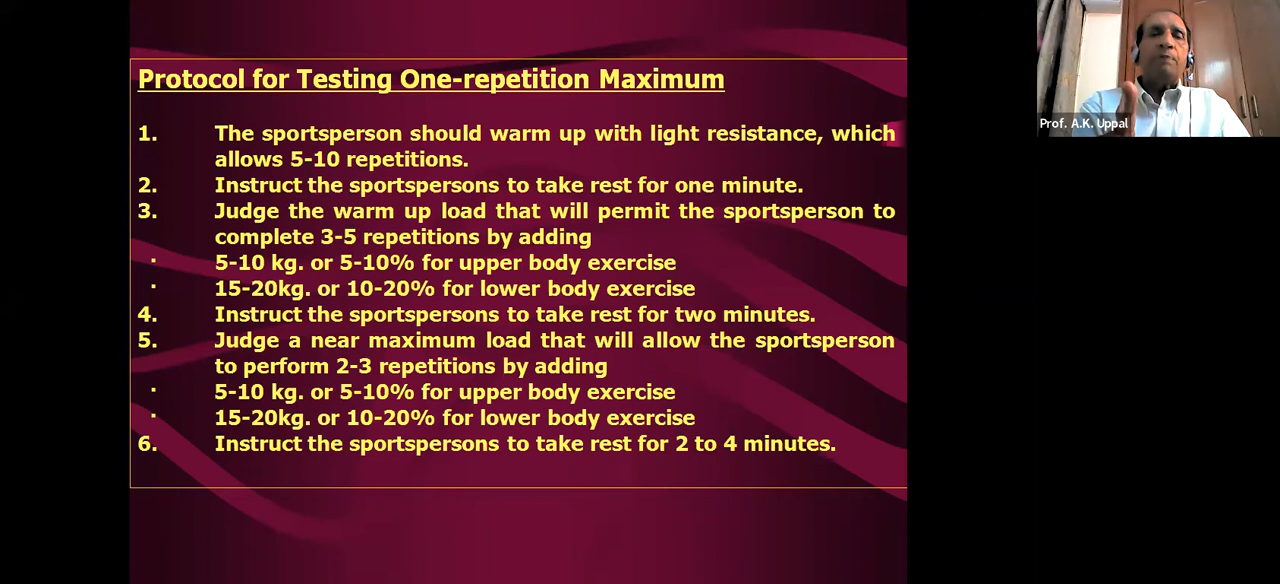 Protocol for Testing One-repetition Maximum
1. The sportsperson should warm up with light resistance, which
allows 5-10 repetitions.
2. Instruct the sportspersons to take rest for one minute.
3. Judge the warm up load that will permit the sportsperson to
complete 3-5 repetitions by adding
· 5-10 kg. or 5-10% for upper body exercise
· 15-20kg. or 10-20% for lower body exercise
4. Instruct the sportspersons to take rest for two minutes.
5. Judge a near maximum load that will allow the sportsperson
to perform 2-3 repetitions by adding
· 5-10 kg. or 5-10% for upper body exercise
· 15-20kg. or 10-20% for lower body exercise
6. Instruct the sportspersons to take rest for 2 to 4 minutes.
Prof. A.K. Uppal